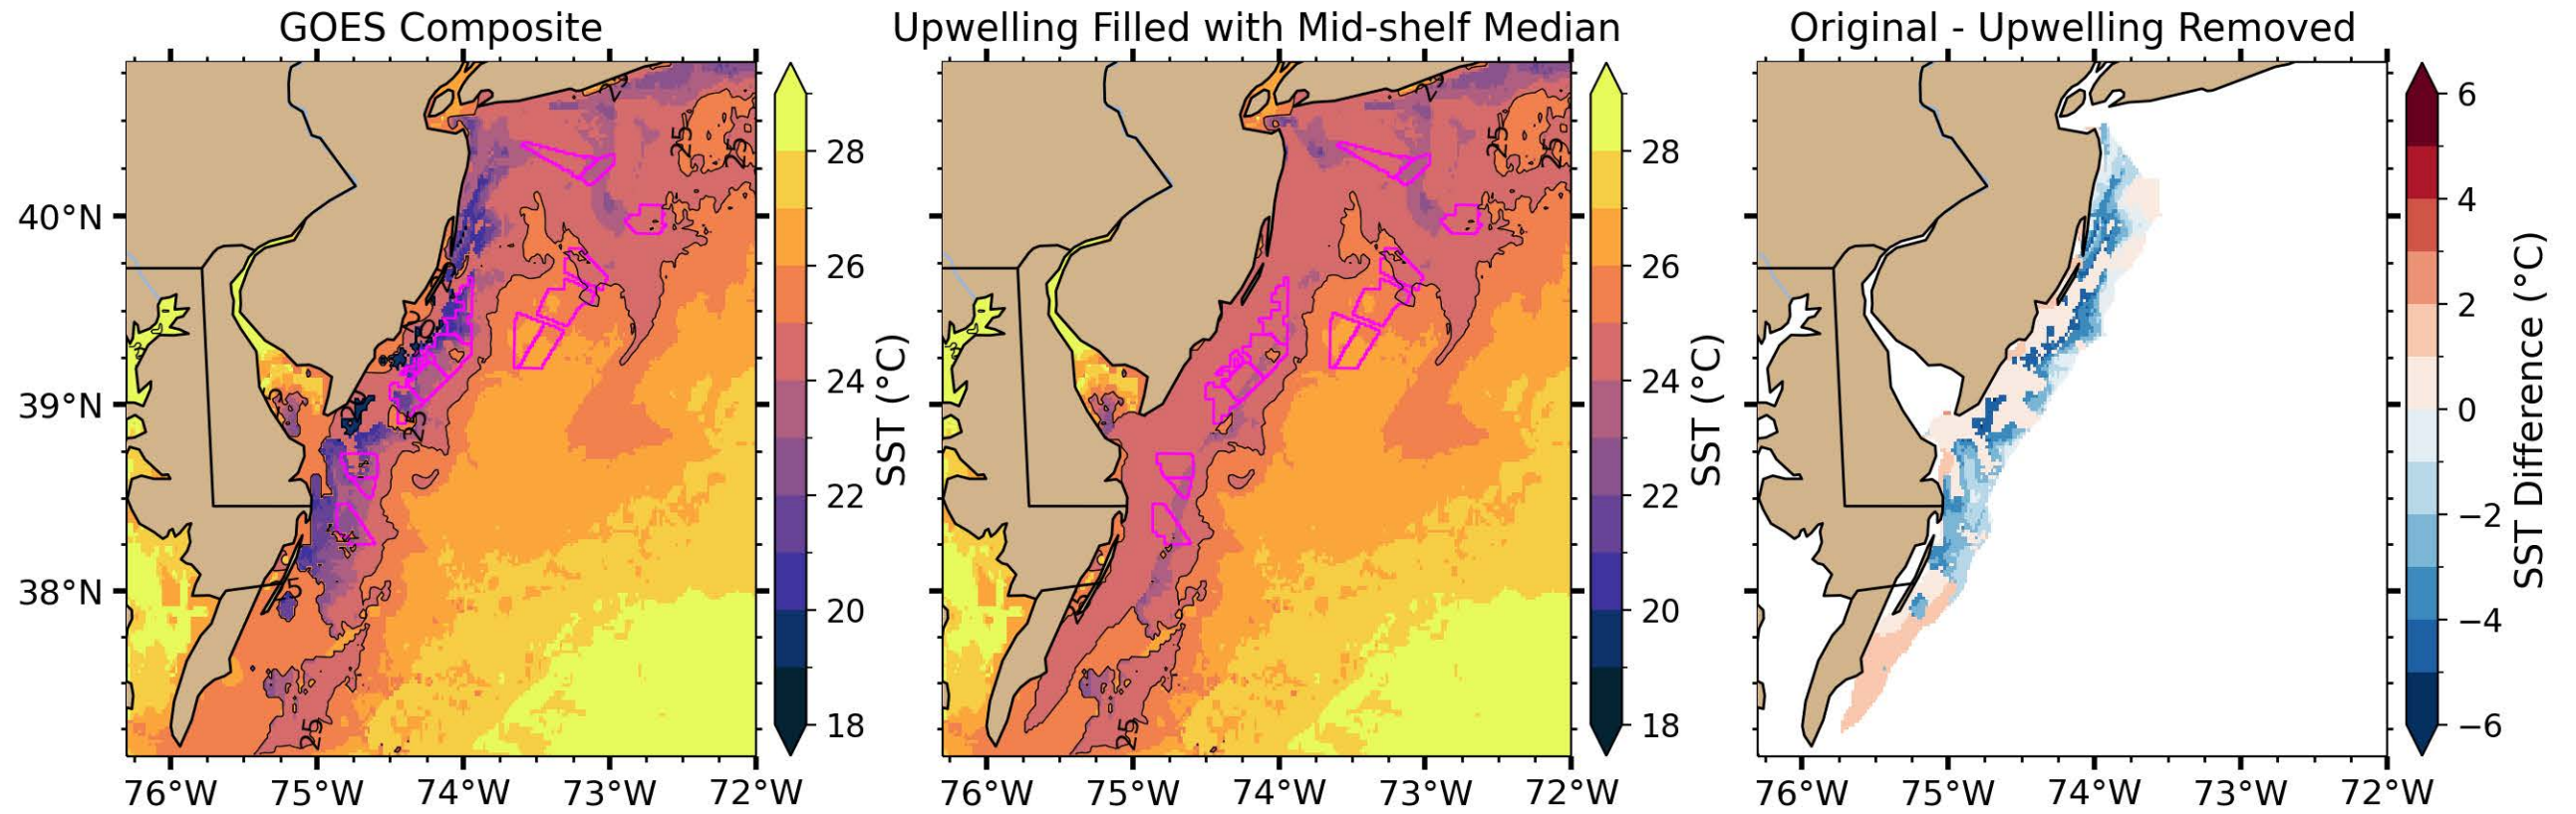 GOES Composite
Upwelling Filled with Mid-shelf Median
Original - Upwelling Removed
40°N
39°N
38°N
76°W 75°W 74°W 73°W 72°W
28
26
24
22
20
18
SST (°C)
76°W 75°W 74°W 73°W 72°W
28
26
24
22
20
18
SST (°C)
76°W 75°W 74°W 73°W 72°W
6
4
2
0
−2
−4
−6
SST Difference (°C)
25
25
25
25
25
25